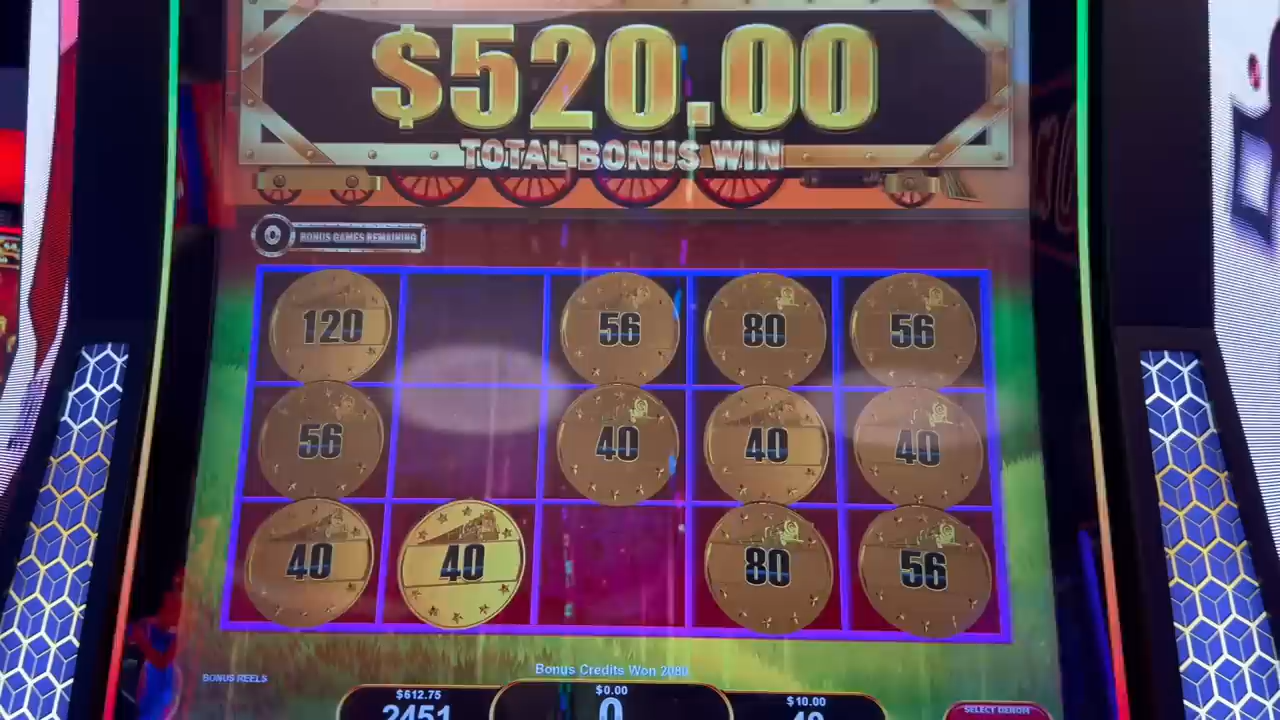 $520.00
TOTAL BONUS WIN
0 BONUS GAMES REMAINING
120 56 80 56
56 40 40 40
40 40 80 56
BONUS REELS
Bonus Credits Won 2080
$612.75 $0.00 $10.00
2451 0 40
SELECT DENOM